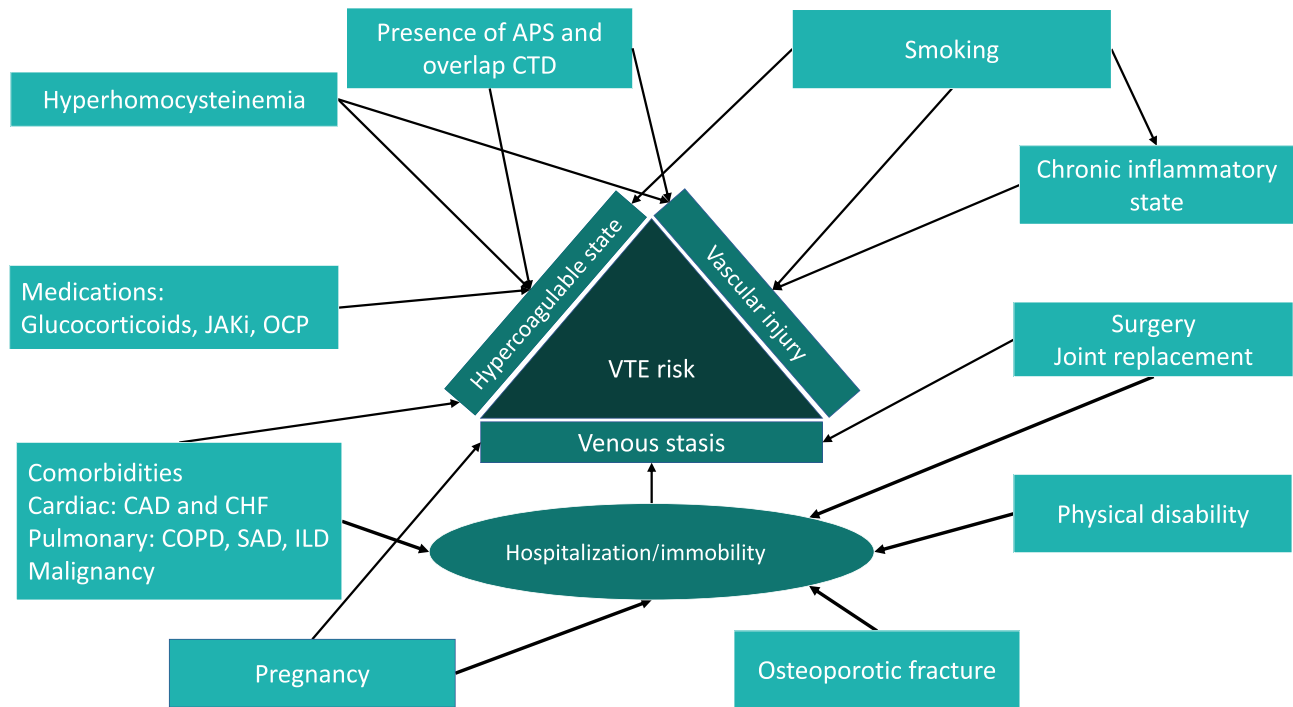 Presence of APS and
overlap CTD
Smoking
Hyperhomocysteinemia
Chronic inflammatory
state
Hypercoagulable state
Vascular injury
Medications:
Glucocorticoids, JAKi, OCP
Surgery
Joint replacement
VTE risk
Venous stasis
Comorbidities
Cardiac: CAD and CHF
Pulmonary: COPD, SAD, ILD
Malignancy
Physical disability
Hospitalization/immobility
Pregnancy
Osteoporotic fracture